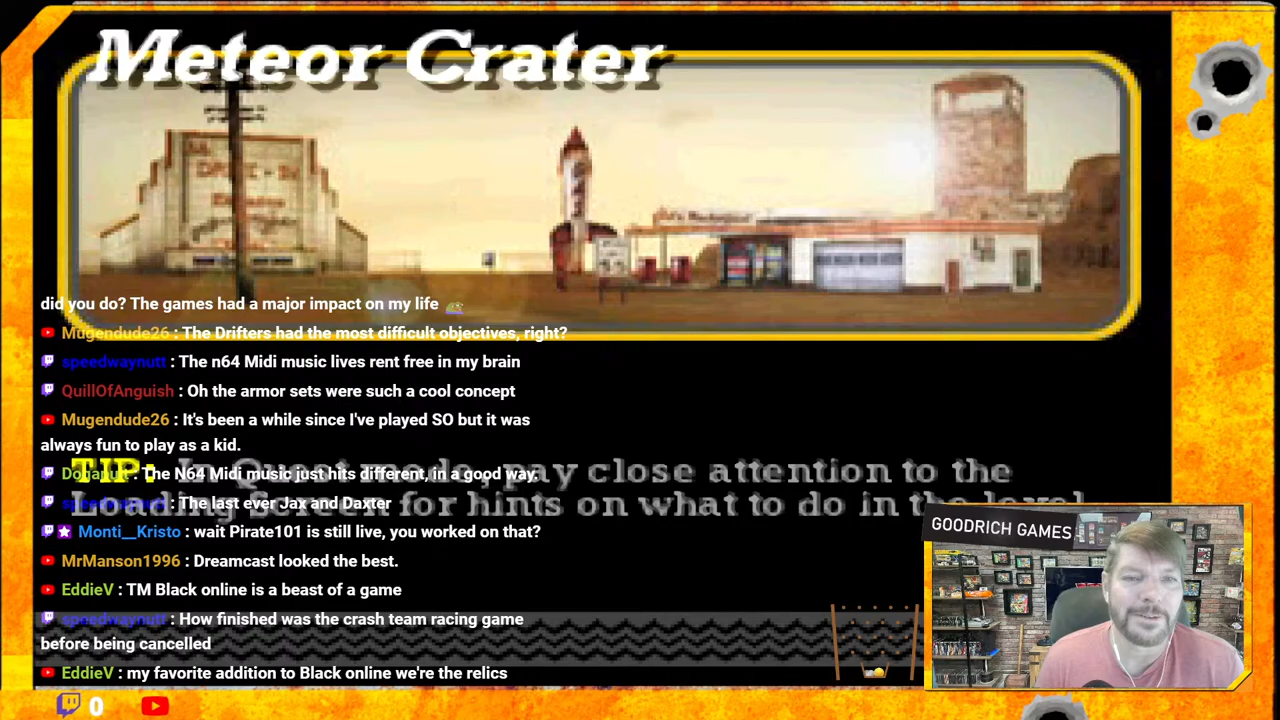 Meteor Crater
did you do? The games had a major impact on my life
Mugendude26 : The Drifters had the most difficult objectives, right?
speedwaynutt : The n64 Midi music lives rent free in my brain
QuillOfAnguish : Oh the armor sets were such a cool concept
Mugendude26 : It's been a while since I've played SO but it was
always fun to play as a kid.
TIP: In Quest mode, pay close attention to the
: The N64 Midi music just hits different, in a good way.
Loading Screen for hints on what to do in the level
speedwaynutt : The last ever Jax and Daxter
Monti__Kristo : wait Pirate101 is still live, you worked on that?
MrManson1996 : Dreamcast looked the best.
EddieV : TM Black online is a beast of a game
speedwaynutt : How finished was the crash team racing game
before being cancelled
EddieV : my favorite addition to Black online we're the relics
GOODRICH GAMES
0